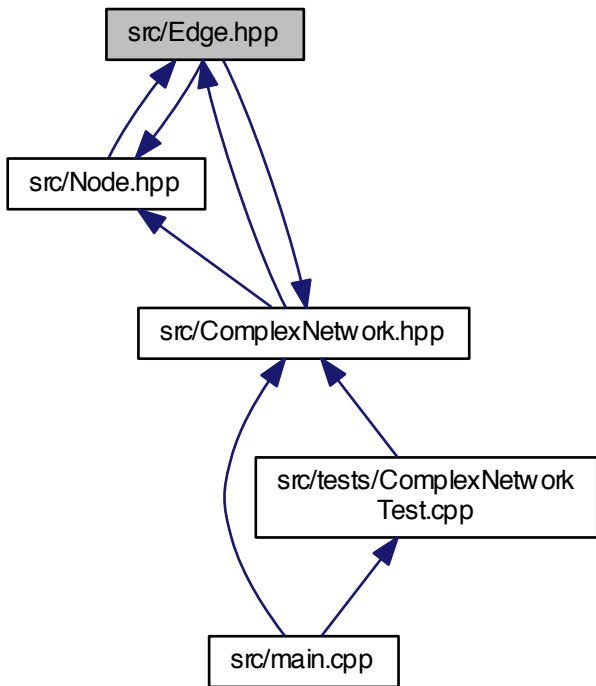 src/Edge.hpp
src/Node.hpp
src/ComplexNetwork.hpp
src/tests/ComplexNetwork
Test.cpp
src/main.cpp